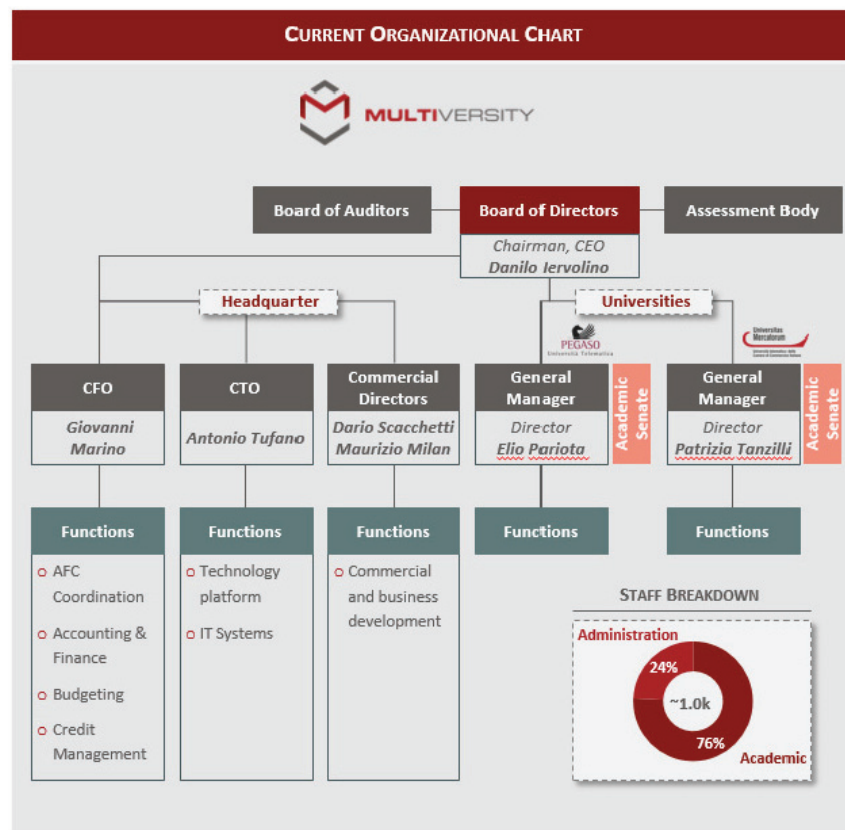 CURRENT ORGANIZATIONAL CHART
MULTIVERSITY
Board of Auditors
Board of Directors
Assessment Body
Chairman, CEO
Danilo Iervolino
Headquarter
Universities
PEGASO
Università Telematica
Universitas
Mercatorum
CFO
Giovanni
Marino
CTO
Antonio Tufano
Commercial
Directors
Dario Scacchetti
Maurizio Milan
General
Manager
Director
Elio Pariota
Academic
Senate
General
Manager
Director
Patrizia Tanzilli
Academic
Senate
Functions
AFC
Coordination
Accounting &
Finance
Budgeting
Credit
Management
Functions
Technology
platform
IT Systems
Functions
Commercial
and business
development
Functions
Functions
STAFF BREAKDOWN
Administration
24%
~1.0k
76%
Academic